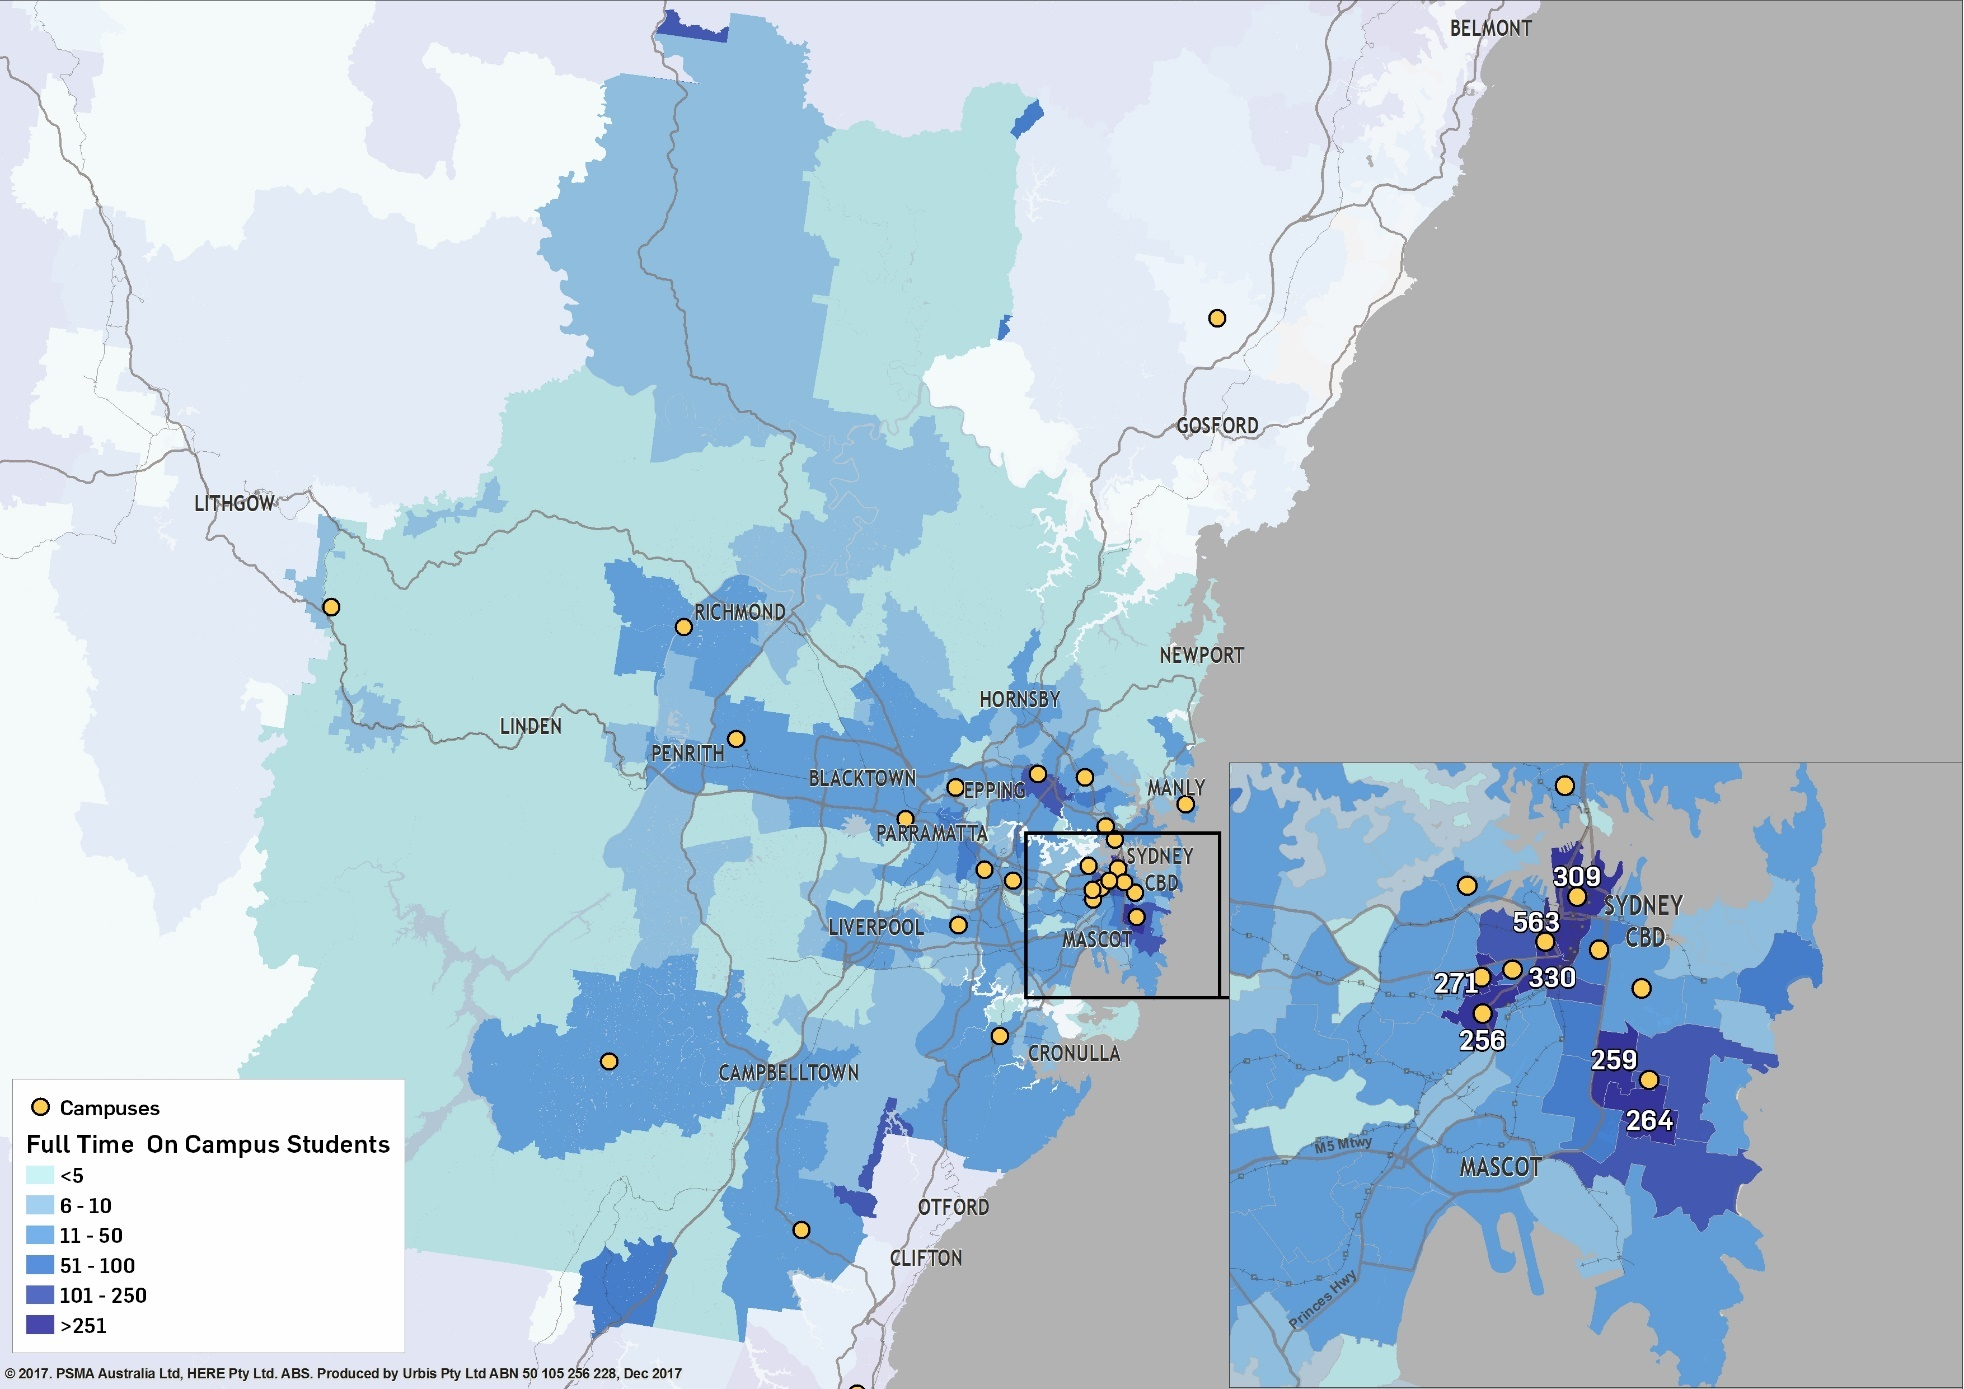 BELMONT
GOSFORD
LITHGOW
RICHMOND
NEWPORT
HORNSBY
LINDEN
PENRITH
BLACKTOWN
EPPING
MANLY
PARRAMATTA
SYDNEY
CBD
LIVERPOOL
MASCOT
CRONULLA
CAMPBELLTOWN
OTFORD
CLIFTON
309
SYDNEY
CBD
563
271
330
256
259
264
M5 Mtwy
MASCOT
Princes Hwy
Campuses
Full Time On Campus Students
<5
6 - 10
11 - 50
51 - 100
101 - 250
>251
© 2017. PSMA Australia Ltd, HERE Pty Ltd. ABS. Produced by Urbis Pty Ltd ABN 50 105 256 228, Dec 2017